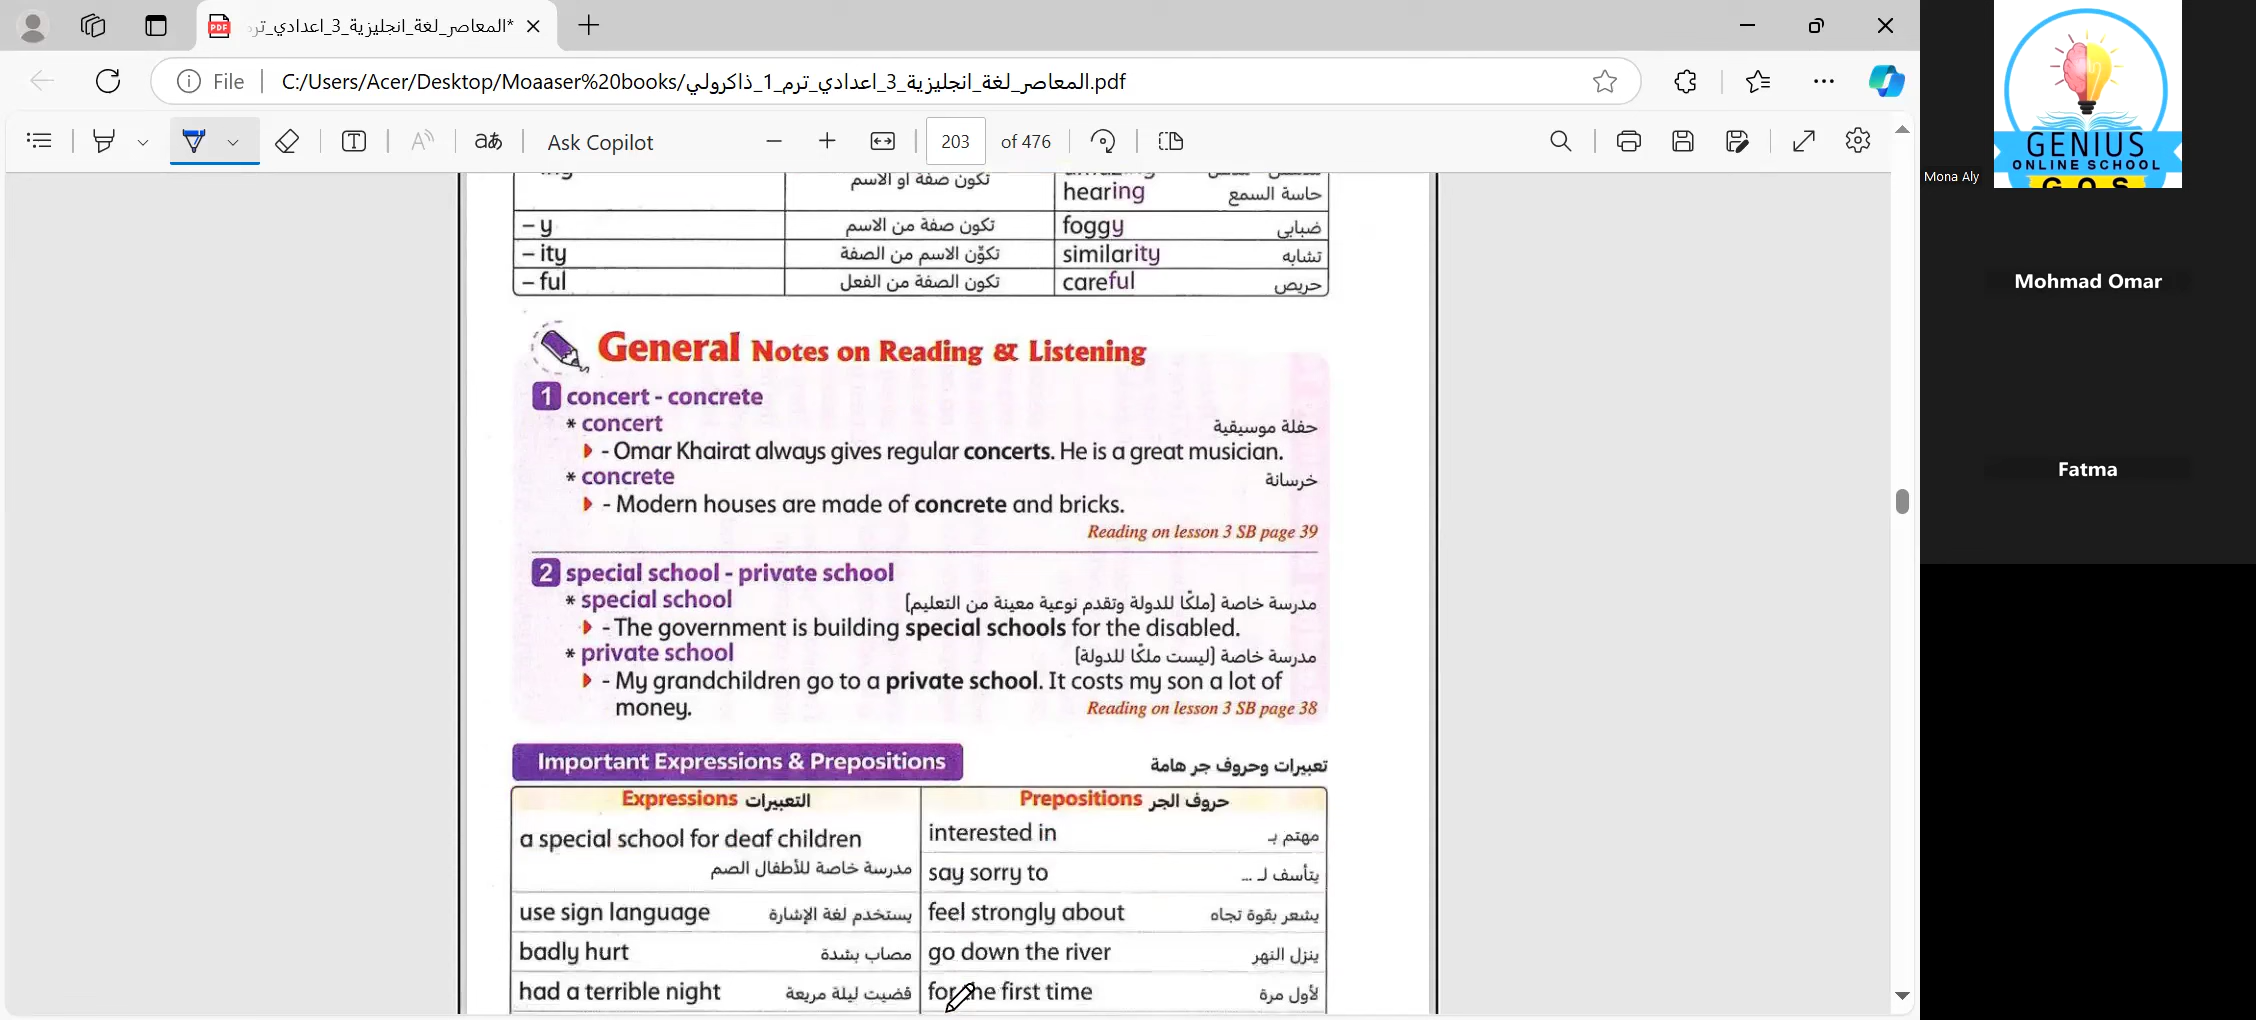 *المعاصر_لغة_انجليزية_3_اعدادي_تر
File C:/Users/Acer/Desktop/Moaaser%20books/المعاصر_لغة_انجليزية_3_اعدادي_ترم_1_ذاكرولي.pdf
Ask Copilot 203 of 476
GENIUS
ONLINE SCHOOL
GOS
Mona Aly
Mohmad Omar
Fatma
تكون صفة او الاسم
hearing حاسة السمع
– y تكون صفة من الاسم foggy ضبابى
– ity تكوّن الاسم من الصفة similarity تشابه
– ful تكون الصفة من الفعل careful حريص
General Notes on Reading & Listening
1 concert - concrete
* concert حفلة موسيقية
- Omar Khairat always gives regular concerts. He is a great musician.
* concrete خرسانة
- Modern houses are made of concrete and bricks.
Reading on lesson 3 SB page 39
2 special school - private school
* special school مدرسة خاصة [ملكًا للدولة وتقدم نوعية معينة من التعليم]
- The government is building special schools for the disabled.
* private school مدرسة خاصة [ليست ملكًا للدولة]
- My grandchildren go to a private school. It costs my son a lot of
money. Reading on lesson 3 SB page 38
Important Expressions & Prepositions تعبيرات وحروف جر هامة
Expressions التعبيرات Prepositions حروف الجر
a special school for deaf children
مدرسة خاصة للأطفال الصم
interested in مهتم بـ
say sorry to يتأسف لـ ...
use sign language يستخدم لغة الإشارة feel strongly about يشعر بقوة تجاه
badly hurt مصاب بشدة go down the river ينزل النهر
had a terrible night قضيت ليلة مريعة for the first time لأول مرة